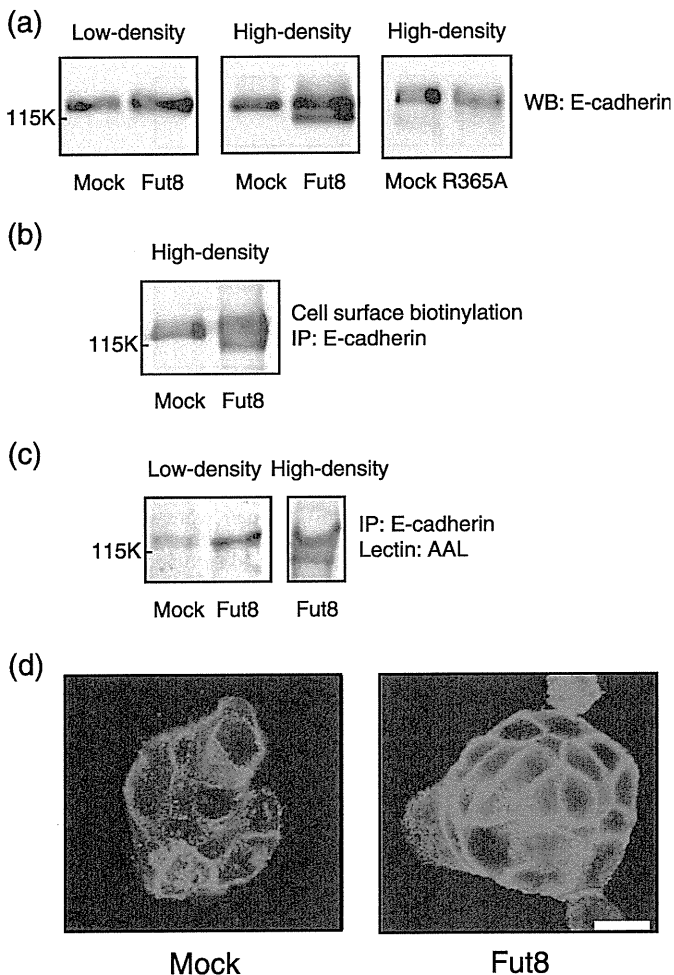 (a)
Low-density High-density High-density
115K
WB: E-cadherin
Mock Fut8 Mock Fut8 Mock R365A
(b)
High-density
115K
Cell surface biotinylation
IP: E-cadherin
Mock Fut8
(c)
Low-density High-density
115K
IP: E-cadherin
Lectin: AAL
Mock Fut8 Fut8
(d)
Mock Fut8